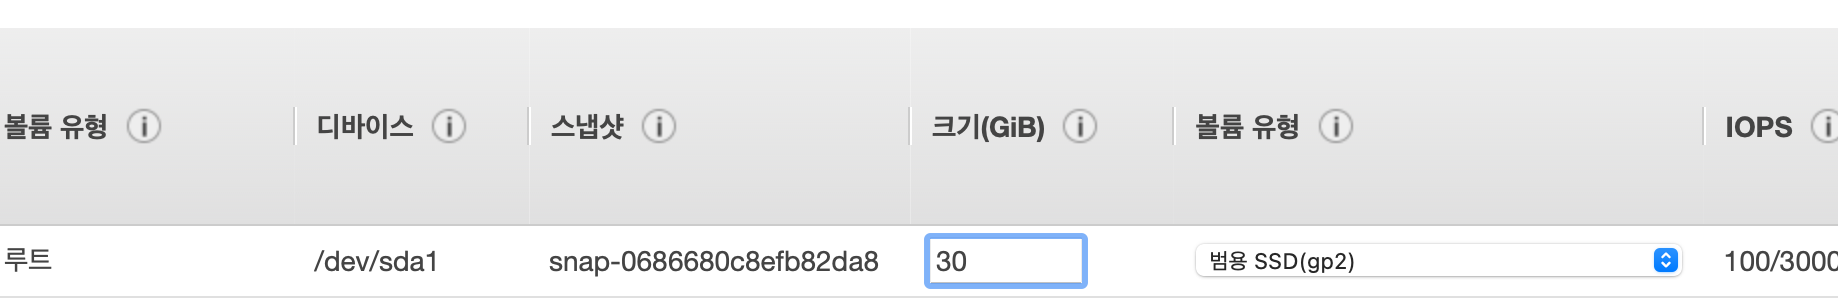 볼륨 유형 디바이스 스냅샷 크기(GiB) 볼륨 유형 IOPS
루트 /dev/sda1 snap-0686680c8efb82da8 30 범용 SSD(gp2) 100/3000